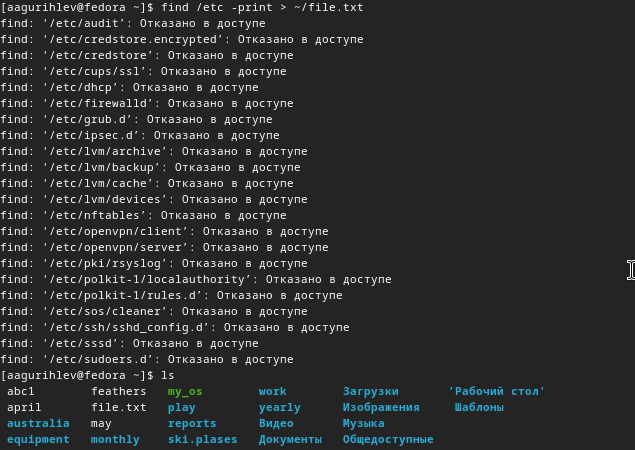 [aagurihlev@fedora ~]$ find /etc -print > ~/file.txt
find: ‘/etc/audit’: Отказано в доступе
find: ‘/etc/credstore.encrypted’: Отказано в доступе
find: ‘/etc/credstore’: Отказано в доступе
find: ‘/etc/cups/ssl’: Отказано в доступе
find: ‘/etc/dhcp’: Отказано в доступе
find: ‘/etc/firewalld’: Отказано в доступе
find: ‘/etc/grub.d’: Отказано в доступе
find: ‘/etc/ipsec.d’: Отказано в доступе
find: ‘/etc/lvm/archive’: Отказано в доступе
find: ‘/etc/lvm/backup’: Отказано в доступе
find: ‘/etc/lvm/cache’: Отказано в доступе
find: ‘/etc/lvm/devices’: Отказано в доступе
find: ‘/etc/nftables’: Отказано в доступе
find: ‘/etc/openvpn/client’: Отказано в доступе
find: ‘/etc/openvpn/server’: Отказано в доступе
find: ‘/etc/pki/rsyslog’: Отказано в доступе
find: ‘/etc/polkit-1/localauthority’: Отказано в доступе
find: ‘/etc/polkit-1/rules.d’: Отказано в доступе
find: ‘/etc/sos/cleaner’: Отказано в доступе
find: ‘/etc/ssh/sshd_config.d’: Отказано в доступе
find: ‘/etc/sssd’: Отказано в доступе
find: ‘/etc/sudoers.d’: Отказано в доступе
[aagurihlev@fedora ~]$ ls
abc1 feathers my_os work Загрузки 'Рабочий стол'
april file.txt play yearly Изображения Шаблоны
australia may reports Видео Музыка
equipment monthly ski.plases Документы Общедоступные